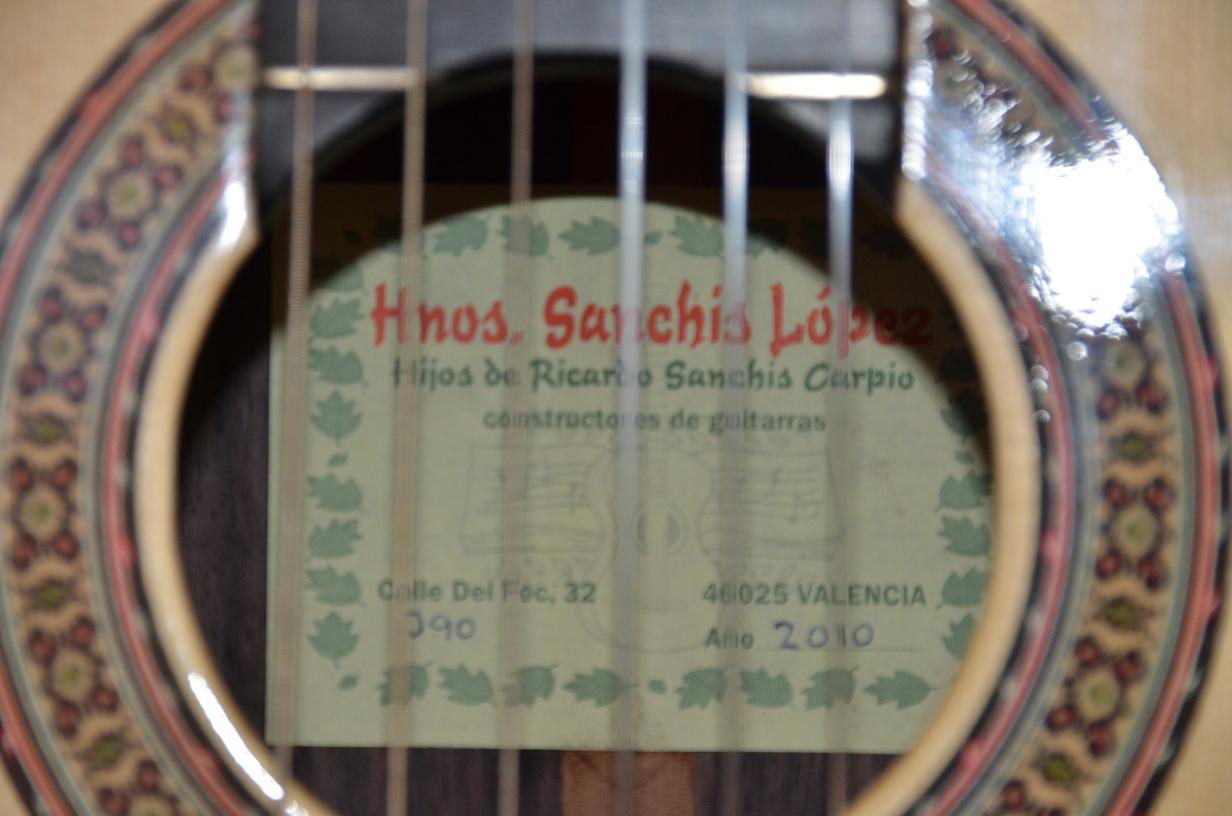 Hnos. Sanchis López
Hijos de Ricardo Sanchis Carpio
constructores de guitarras
Calle Del Foc, 32 46025 VALENCIA
J90 Año 2010